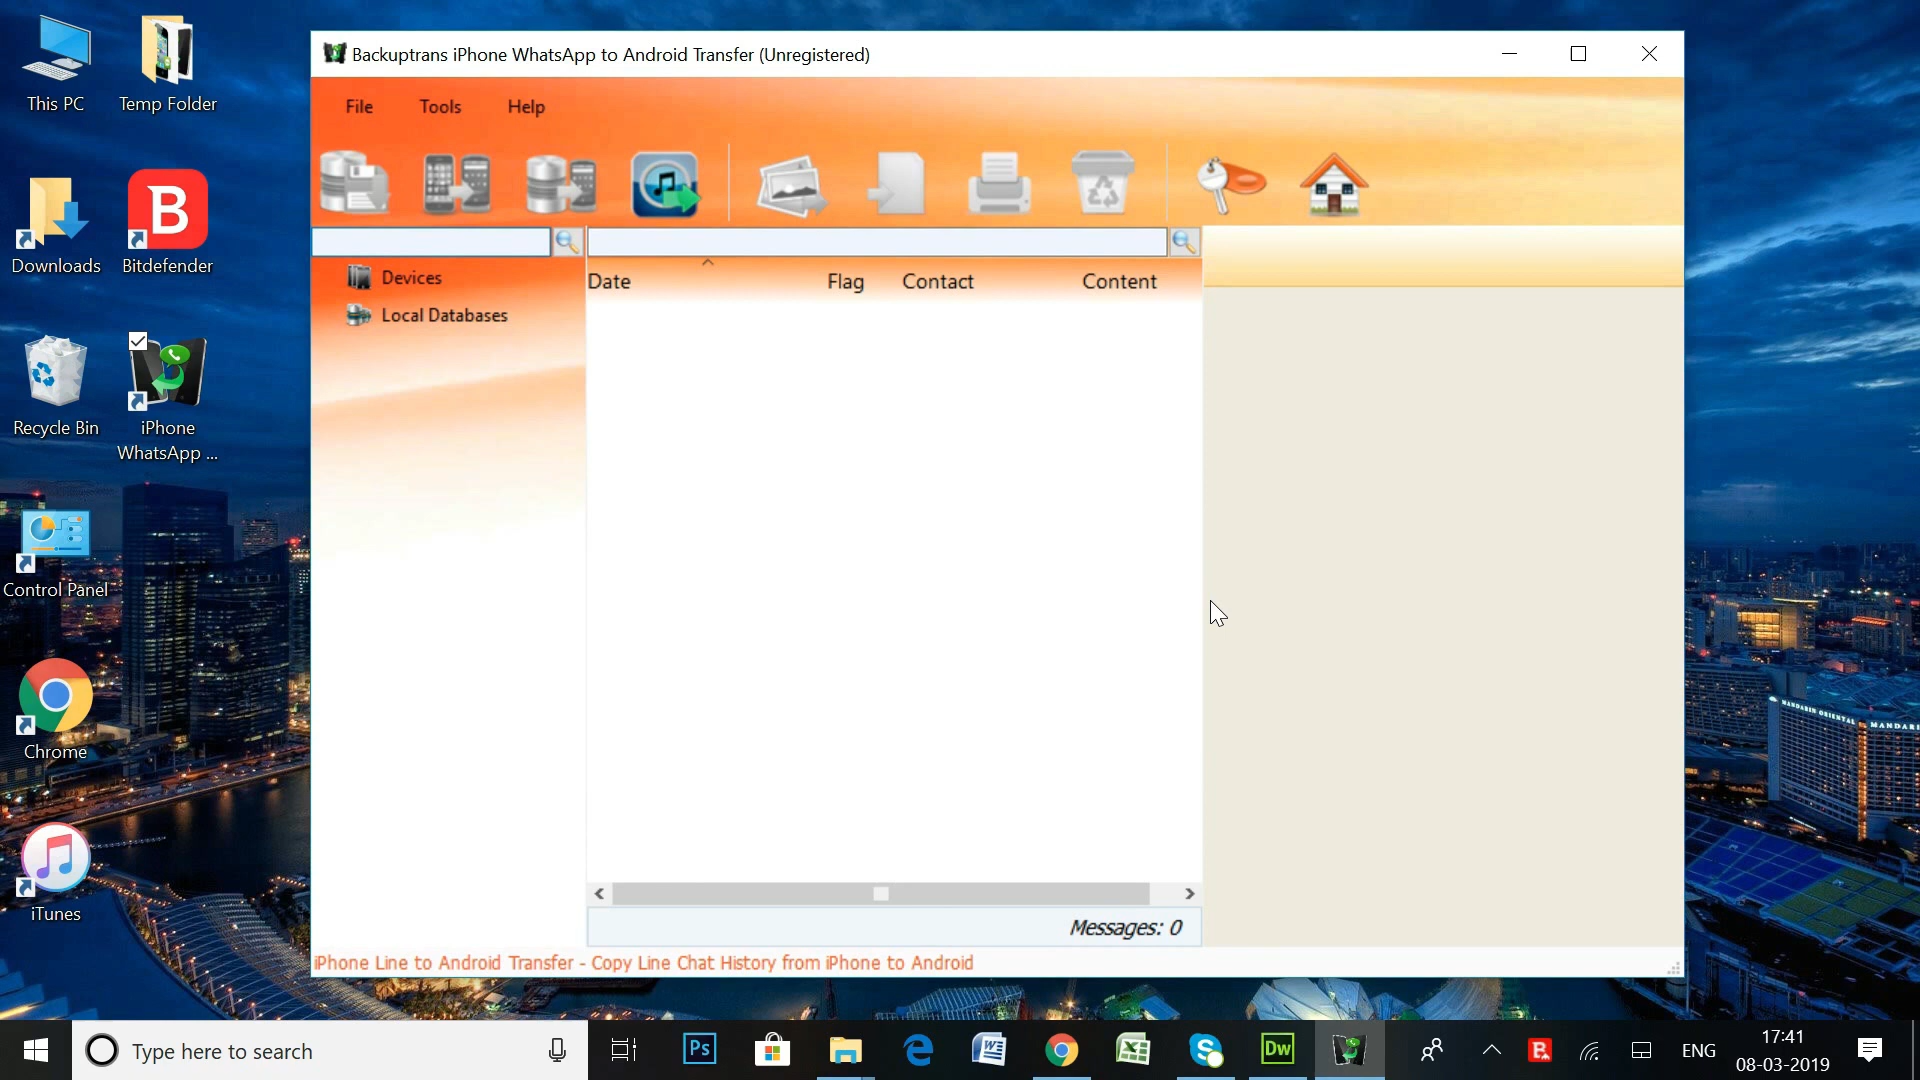 Backuptrans iPhone WhatsApp to Android Transfer (Unregistered)
File Tools Help
Date Flag Contact Content
Devices
Local Databases
Messages: 0
iPhone Line to Android Transfer - Copy Line Chat History from iPhone to Android
This PC
Temp Folder
Downloads
B
Bitdefender
Recycle Bin
iPhone
WhatsApp ...
Control Panel
Chrome
iTunes
MANDARIN ORIENTAL
MANDAR
Type here to search
Ps
W
Dw
B
ENG
17:41
08-03-2019